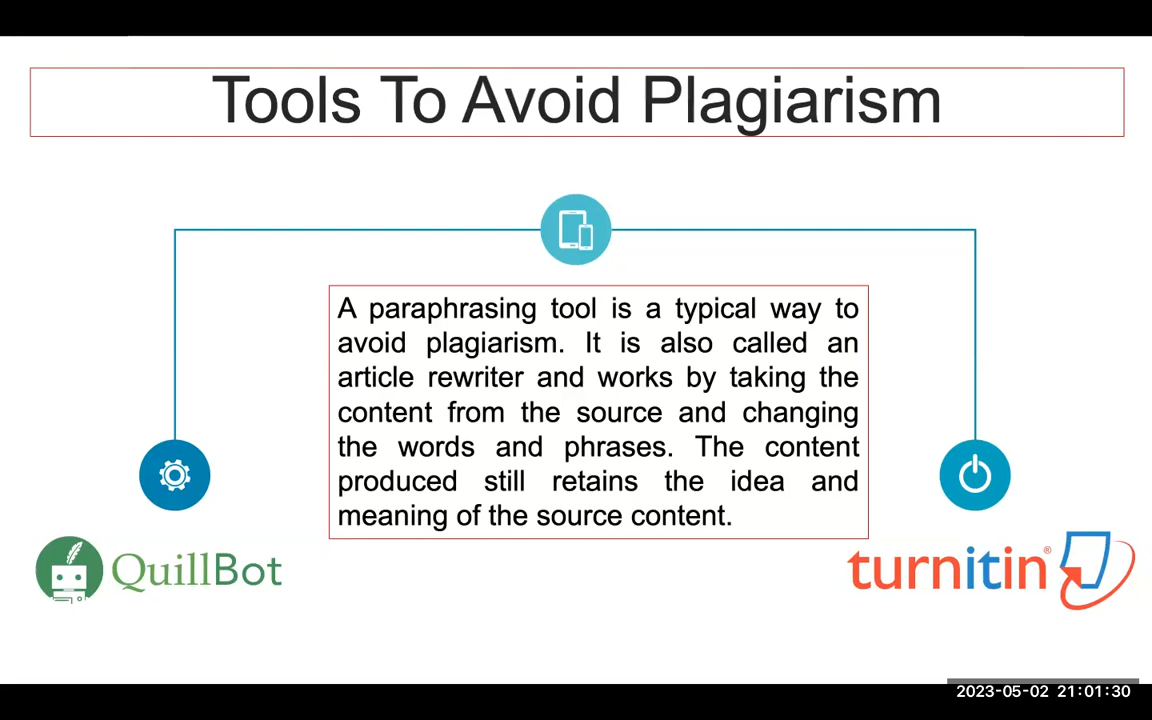 Tools To Avoid Plagiarism
A paraphrasing tool is a typical way to
avoid plagiarism. It is also called an
article rewriter and works by taking the
content from the source and changing
the words and phrases. The content
produced still retains the idea and
meaning of the source content.
QuillBot
turnitin®
2023-05-02 21:01:30